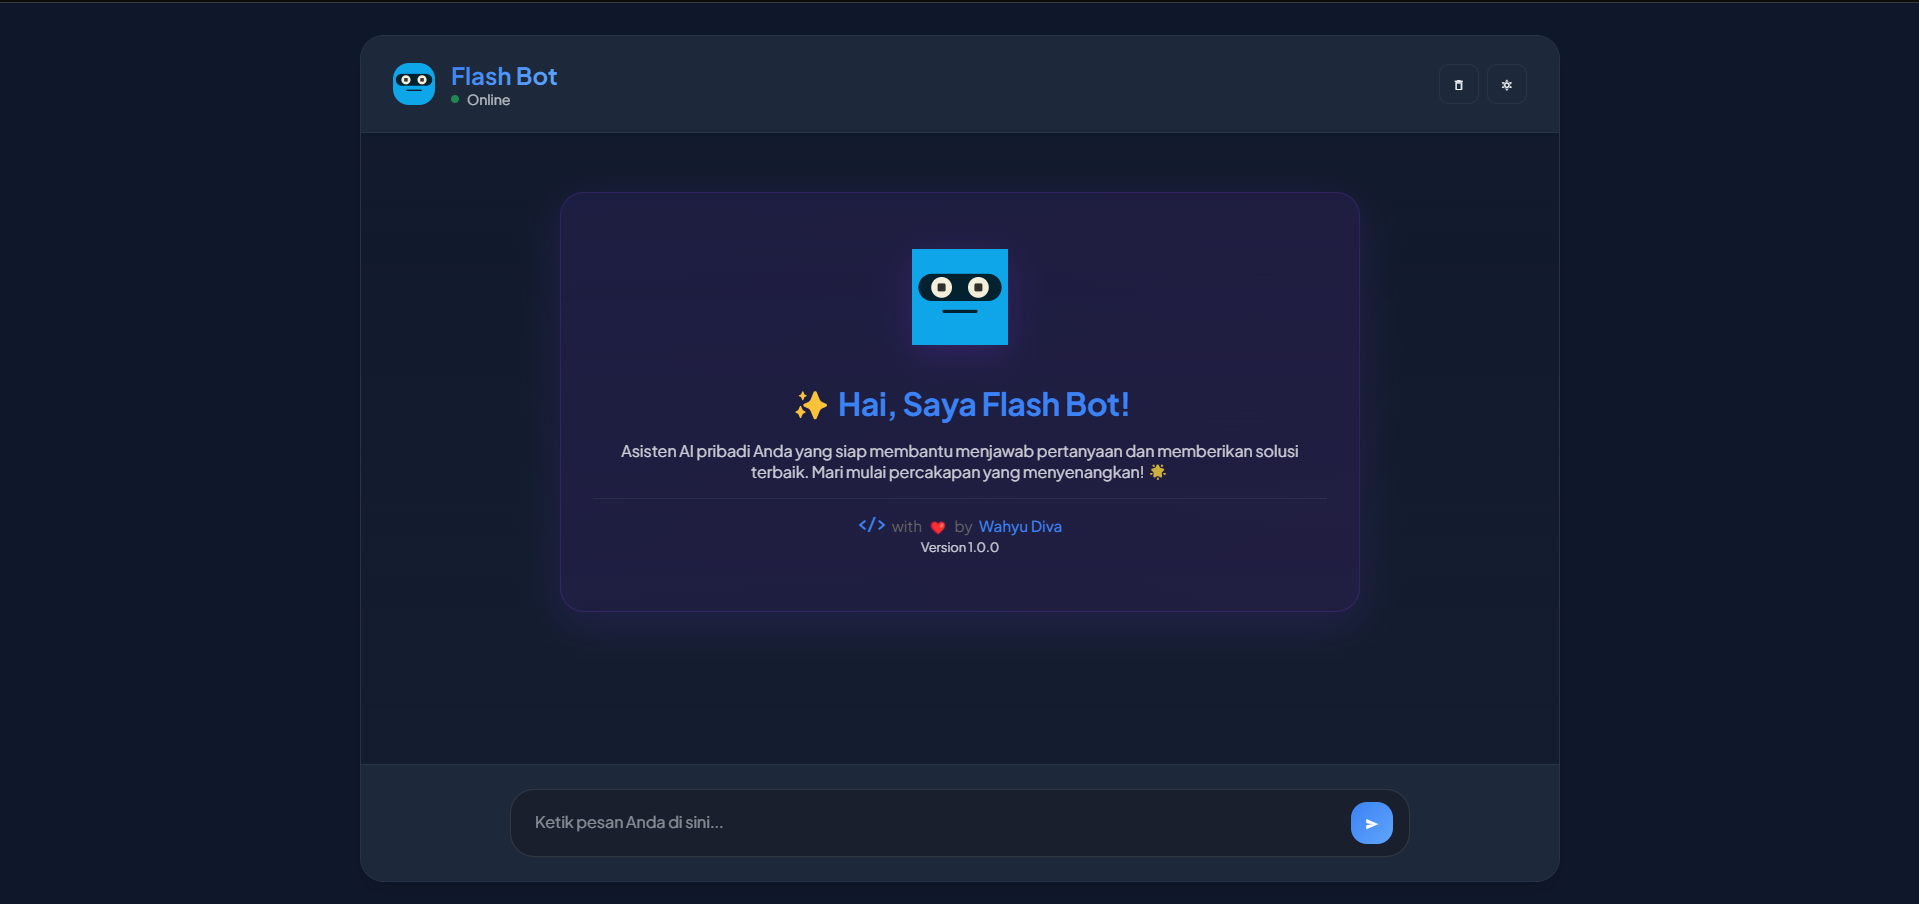 Flash Bot
Online
✨ Hai, Saya Flash Bot!
Asisten AI pribadi Anda yang siap membantu menjawab pertanyaan dan memberikan solusi
terbaik. Mari mulai percakapan yang menyenangkan! 🌟
</> with ❤️ by Wahyu Diva
Version 1.0.0
Ketik pesan Anda di sini...